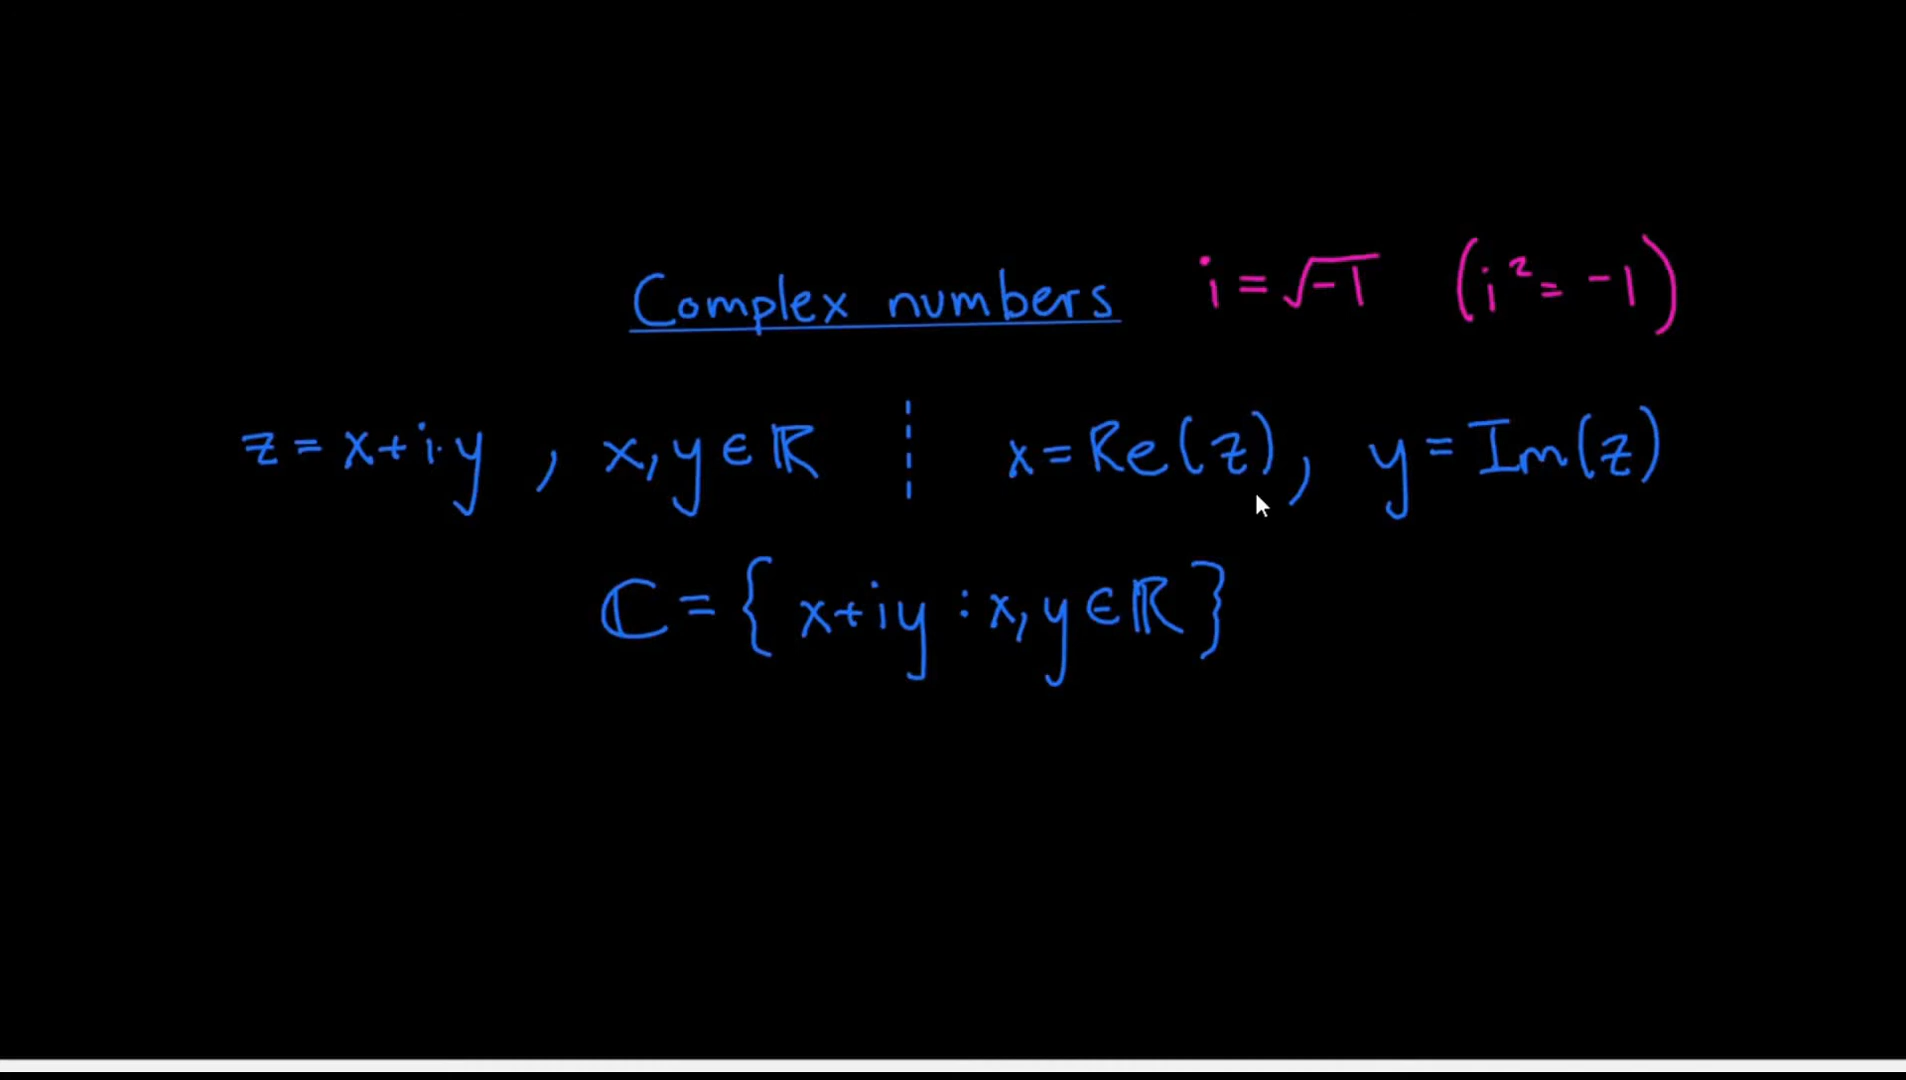 Complex numbers i = √-1 (i² = -1)
z = x + i·y , x, y ∈ ℝ ¦ x = Re(z), y = Im(z)
ℂ = { x + iy : x, y ∈ ℝ }